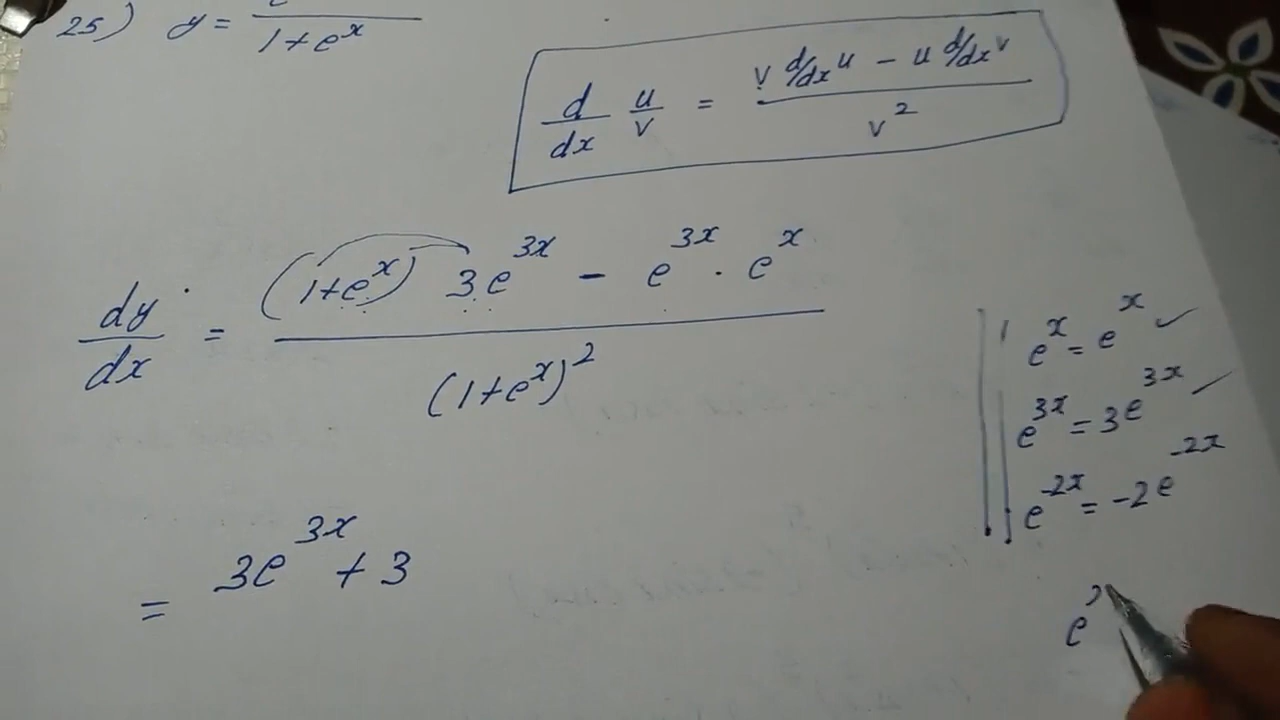 25) y = / 1+e^x
d/dx u/v = (v d/dx u - u d/dx v) / v^2
dy/dx = ((1+e^x) 3e^3x - e^3x · e^x) / (1+e^x)^2
e^x = e^x ✓
e^3x = 3e^3x ✓
e^-2x = -2e^-2x
= 3e^3x + 3
e